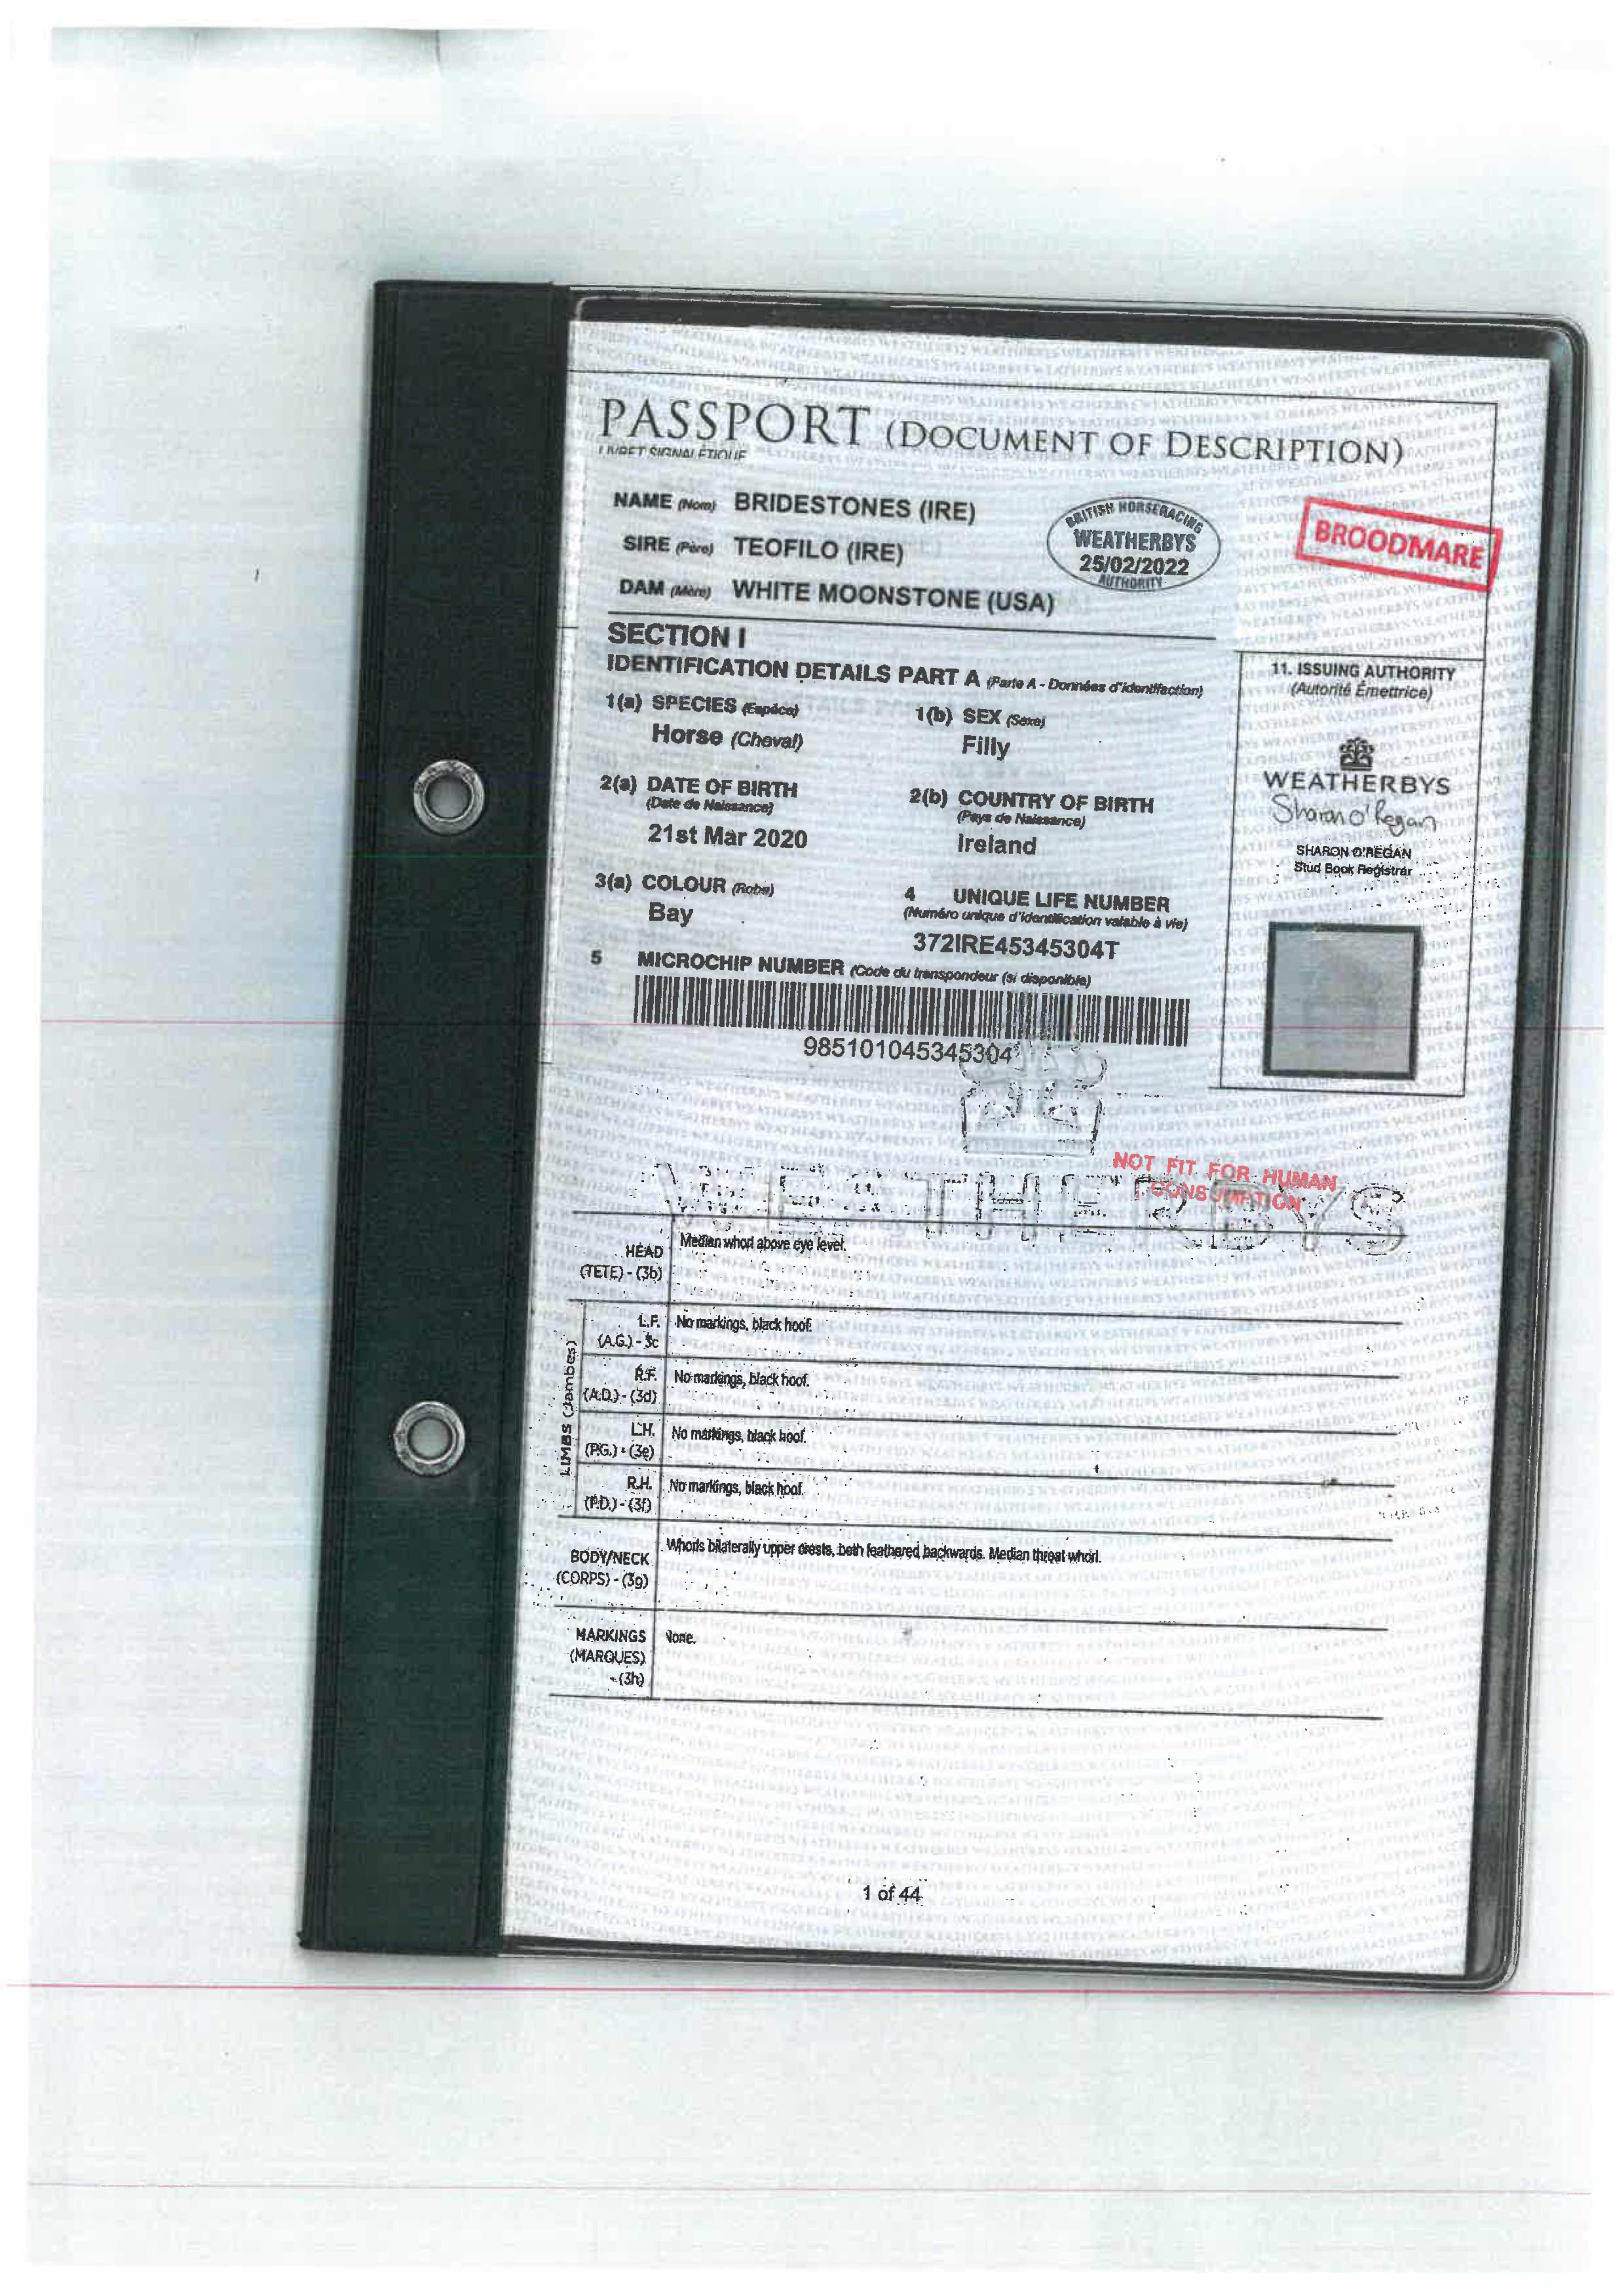 PASSPORT (DOCUMENT OF DESCRIPTION)
LIVRET SIGNALETIQUE
NAME (Nom) BRIDESTONES (IRE)
SIRE (Père) TEOFILO (IRE)
DAM (Mère) WHITE MOONSTONE (USA)
BRITISH HORSERACING
WEATHERBYS
25/02/2022
AUTHORITY
BROODMARE
SECTION I
IDENTIFICATION DETAILS PART A (Parte A - Données d'identifaction)
1(a) SPECIES (Espéce) 1(b) SEX (Sexe)
Horse (Cheval) Filly
2(a) DATE OF BIRTH 2(b) COUNTRY OF BIRTH
(Date de Naissance) (Pays de Naissance)
21st Mar 2020 Ireland
3(a) COLOUR (Robe) 4 UNIQUE LIFE NUMBER
Bay (Numéro unique d'identification valable à vie)
372IRE45345304T
5 MICROCHIP NUMBER (Code du transpondeur (si disponible)
985101045345304
11. ISSUING AUTHORITY
(Autorité Émettrice)
WEATHERBYS
Sharon O'Regan
SHARON O'REGAN
Stud Book Registrar
WEATHERBYS
NOT FIT FOR HUMAN
CONSUMPTION
HEAD Median whorl above eye level.
(TETE) - (3b)
LIMBS (Jambes)
L.F. No markings, black hoof.
(A.G.) - 3c
R.F. No markings, black hoof.
(A.D.) - (3d)
L.H. No markings, black hoof.
(P.G.) - (3e)
R.H. No markings, black hoof.
(P.D.) - (3f)
BODY/NECK Whorls bilaterally upper crests, both feathered backwards. Median throat whorl.
(CORPS) - (3g)
MARKINGS None.
(MARQUES)
- (3h)
1 of 44